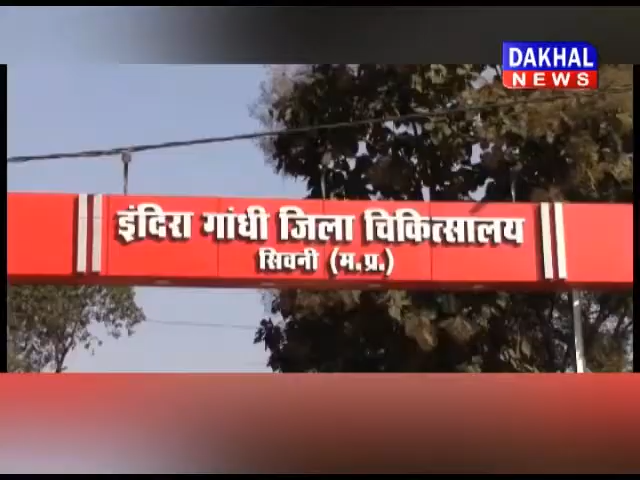 DAKHAL
NEWS
इंदिरा गांधी जिला चिकित्सालय
सिवनी (म.प्र.)